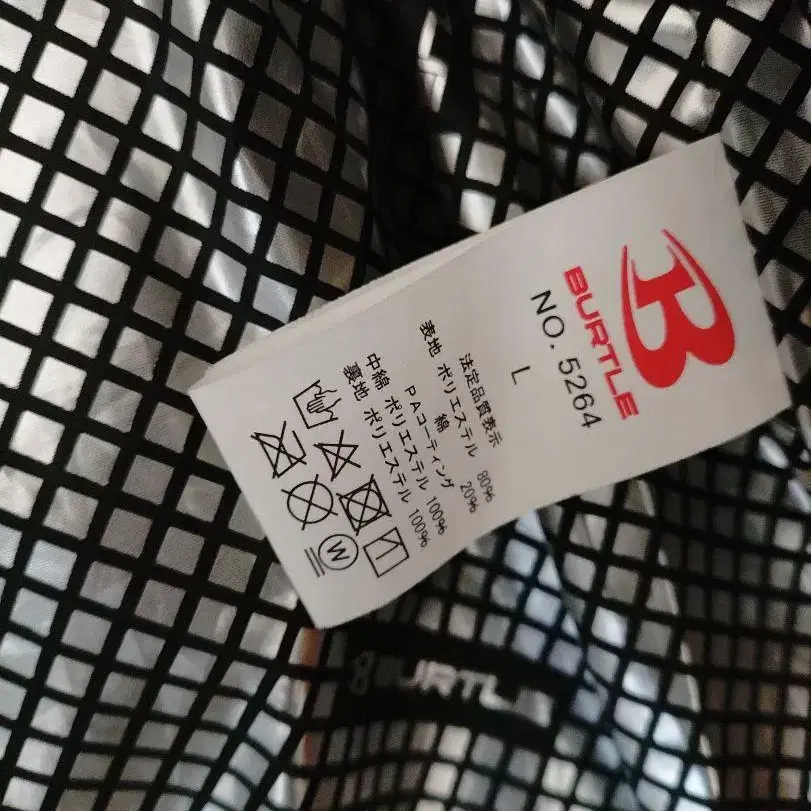 BURTLE
NO. 5264
L
法定品質表示
表地 ポリエステル 80%
綿 20%
PAコーティング
中綿 ポリエステル 100%
裏地 ポリエステル 100%
W
BURTLE